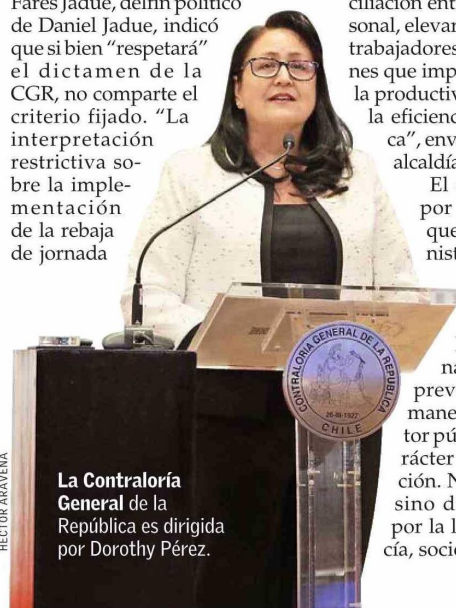 Fares Jadue, delfín político
de Daniel Jadue, indicó
que si bien “respetará”
el dictamen de la
CGR, no comparte el
criterio fijado. “La
interpretación
restrictiva so-
bre la imple-
mentación
de la rebaja
de jornada
ciliación ent
sonal, elevar
trabajadores
nes que imp
la productiv
la eficienc
ca”, env
alcaldía
El
por
que
nist
na
prev
mane
tor pú
rácter
ción. N
sino d
por la l
cía, socie
CONTRALORÍA GENERAL DE LA REPÚBLICA
26-III-1927
CHILE
HÉCTOR ARAVENA
La Contraloría
General de la
República es dirigida
por Dorothy Pérez.